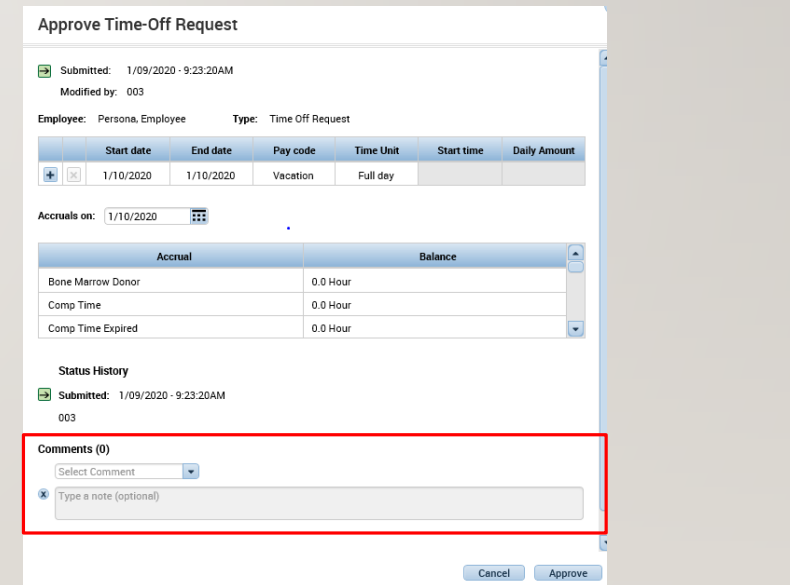 Approve Time-Off Request
Submitted: 1/09/2020 - 9:23:20AM
Modified by: 003
Employee: Persona, Employee Type: Time Off Request
Start date End date Pay code Time Unit Start time Daily Amount
1/10/2020 1/10/2020 Vacation Full day
Accruals on: 1/10/2020
Accrual Balance
Bone Marrow Donor 0.0 Hour
Comp Time 0.0 Hour
Comp Time Expired 0.0 Hour
Status History
Submitted: 1/09/2020 - 9:23:20AM
003
Comments (0)
Select Comment
Type a note (optional)
Cancel Approve